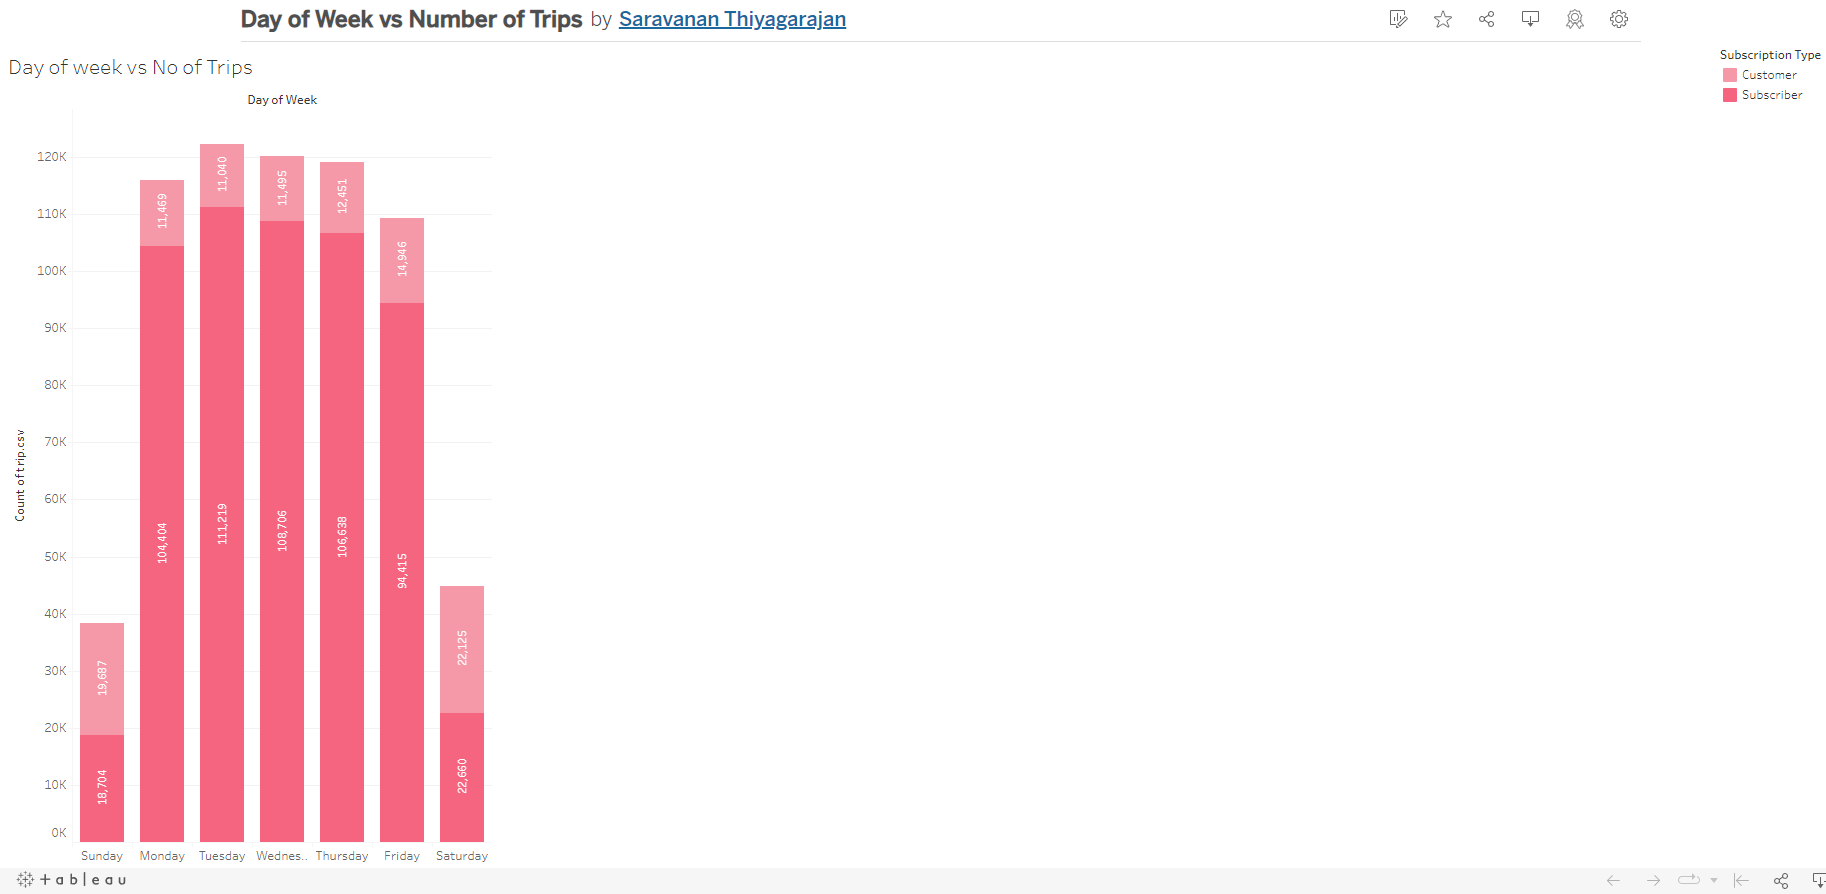 Day of Week vs Number of Trips by Saravanan Thiyagarajan
Day of week vs No of Trips
Subscription Type
Customer
Subscriber
Day of Week
Count of trip.csv
120K
110K
100K
90K
80K
70K
60K
50K
40K
30K
20K
10K
0K
19,687
18,704
11,469
104,404
11,040
111,219
11,495
108,706
12,451
106,638
14,946
94,415
22,125
22,660
Sunday Monday Tuesday Wednes.. Thursday Friday Saturday
+ableau